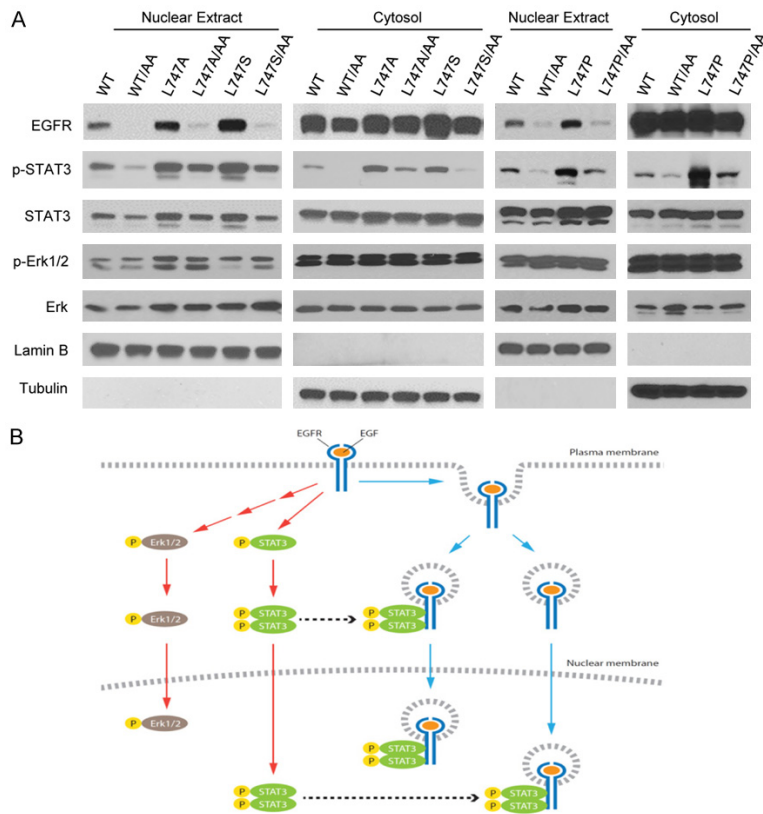 A
Nuclear Extract
Cytosol
Nuclear Extract
Cytosol
WT
WT/AA
L747A
L747A/AA
L747S
L747S/AA
WT
WT/AA
L747A
L747A/AA
L747S
L747S/AA
WT
WT/AA
L747P
L747P/AA
WT
WT/AA
L747P
L747P/AA
EGFR
p-STAT3
STAT3
p-Erk1/2
Erk
Lamin B
Tubulin
B
EGFR
EGF
Plasma membrane
P Erk1/2
P STAT3
P Erk1/2
P STAT3
P STAT3
P STAT3
P STAT3
Nuclear membrane
P Erk1/2
P STAT3
P STAT3
P STAT3
P STAT3
P STAT3
P STAT3